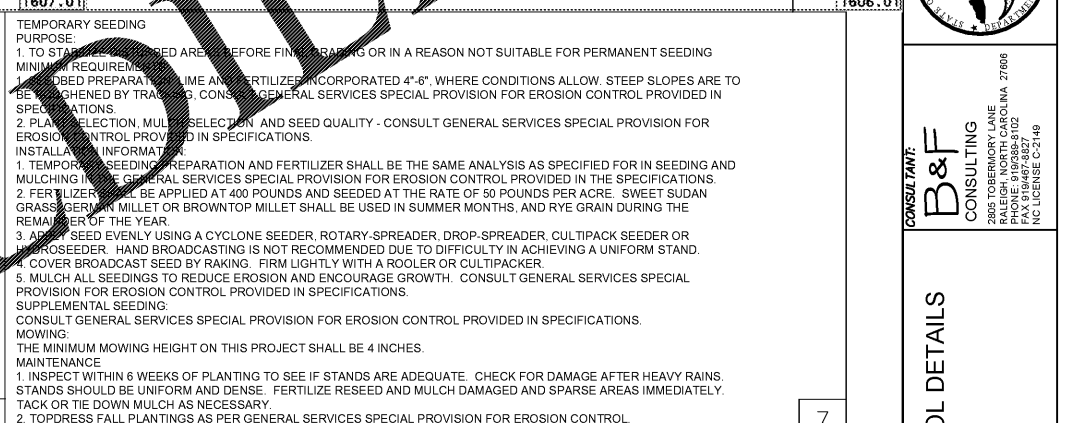 1607.01
1606.01
TEMPORARY SEEDING
PURPOSE:
1. TO STABILIZE DISTURBED AREAS BEFORE FINAL GRADING OR IN A REASON NOT SUITABLE FOR PERMANENT SEEDING
MINIMUM REQUIREMENTS:
1. SEEDBED PREPARATION, LIME AND FERTILIZER INCORPORATED 4"-6", WHERE CONDITIONS ALLOW. STEEP SLOPES ARE TO
BE ROUGHENED BY TRACKING, CONSULT GENERAL SERVICES SPECIAL PROVISION FOR EROSION CONTROL PROVIDED IN
SPECIFICATIONS.
2. PLANT SELECTION, MULCH SELECTION AND SEED QUALITY - CONSULT GENERAL SERVICES SPECIAL PROVISION FOR
EROSION CONTROL PROVIDED IN SPECIFICATIONS.
INSTALLATION INFORMATION:
1. TEMPORARY SEEDING PREPARATION AND FERTILIZER SHALL BE THE SAME ANALYSIS AS SPECIFIED FOR IN SEEDING AND
MULCHING IN THE GENERAL SERVICES SPECIAL PROVISION FOR EROSION CONTROL PROVIDED IN THE SPECIFICATIONS.
2. FERTILIZER SHALL BE APPLIED AT 400 POUNDS AND SEEDED AT THE RATE OF 50 POUNDS PER ACRE. SWEET SUDAN
GRASS, GERMAN MILLET OR BROWNTOP MILLET SHALL BE USED IN SUMMER MONTHS, AND RYE GRAIN DURING THE
REMAINDER OF THE YEAR.
3. APPLY SEED EVENLY USING A CYCLONE SEEDER, ROTARY-SPREADER, DROP-SPREADER, CULTIPACK SEEDER OR
HYDROSEEDER. HAND BROADCASTING IS NOT RECOMMENDED DUE TO DIFFICULTY IN ACHIEVING A UNIFORM STAND.
4. COVER BROADCAST SEED BY RAKING. FIRM LIGHTLY WITH A ROOLER OR CULTIPACKER.
5. MULCH ALL SEEDINGS TO REDUCE EROSION AND ENCOURAGE GROWTH. CONSULT GENERAL SERVICES SPECIAL
PROVISION FOR EROSION CONTROL PROVIDED IN SPECIFICATIONS.
SUPPLEMENTAL SEEDING:
CONSULT GENERAL SERVICES SPECIAL PROVISION FOR EROSION CONTROL PROVIDED IN SPECIFICATIONS.
MOWING:
THE MINIMUM MOWING HEIGHT ON THIS PROJECT SHALL BE 4 INCHES.
MAINTENANCE
1. INSPECT WITHIN 6 WEEKS OF PLANTING TO SEE IF STANDS ARE ADEQUATE. CHECK FOR DAMAGE AFTER HEAVY RAINS.
STANDS SHOULD BE UNIFORM AND DENSE. FERTILIZE RESEED AND MULCH DAMAGED AND SPARSE AREAS IMMEDIATELY.
TACK OR TIE DOWN MULCH AS NECESSARY.
2. TOPDRESS FALL PLANTINGS AS PER GENERAL SERVICES SPECIAL PROVISION FOR EROSION CONTROL.
7
STATE
DEPARTMEN
CONSULTANT:
B&F
CONSULTING
2806 TOBERMORY LANE
RALEIGH, NORTH CAROLINA 27606
PHONE: 919/389-8102
FAX 919/467-8827
NC LICENSE C-2149
OL DETAILS